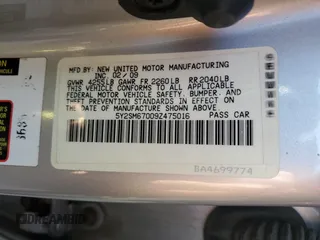 MFD BY NEW UNITED MOTOR MANUFACTURING
INC. 02/09
GVWR 4255LB GAWR FR 2260LB RR 2040LB
THIS VEHICLE CONFORMS TO ALL APPLICABLE
FEDERAL MOTOR VEHICLE SAFETY, BUMPER, AND
THEFT PREVENTION STANDARDS IN EFFECT ON
THE DATE OF MANUFACTURE SHOWN ABOVE.
5Y2SM67009Z475016 PASS CAR
BA4699774